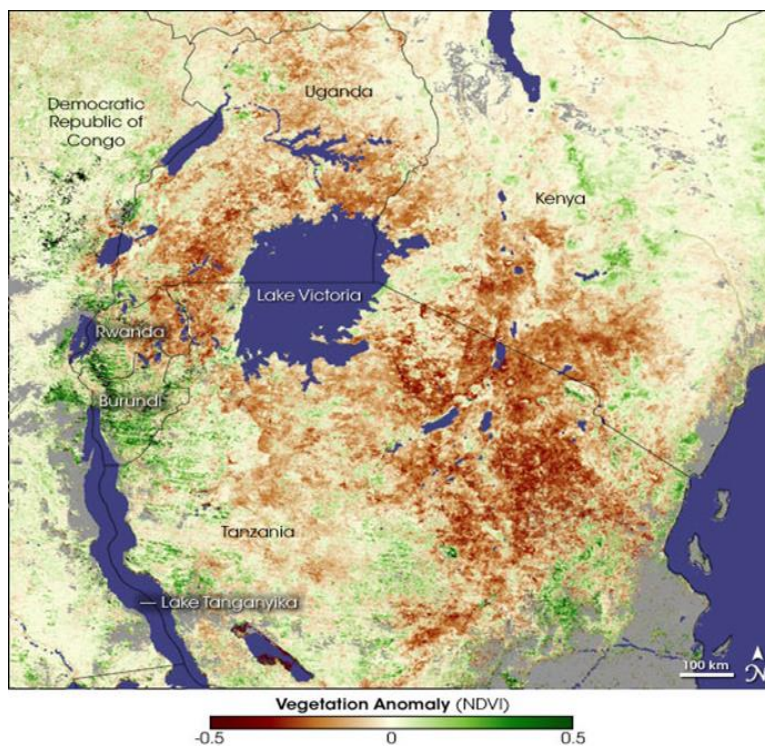 Uganda
Democratic
Republic of
Congo
Kenya
Lake Victoria
Rwanda
Burundi
Tanzania
Lake Tanganyika
100 km
N
Vegetation Anomaly (NDVI)
-0.5 0 0.5